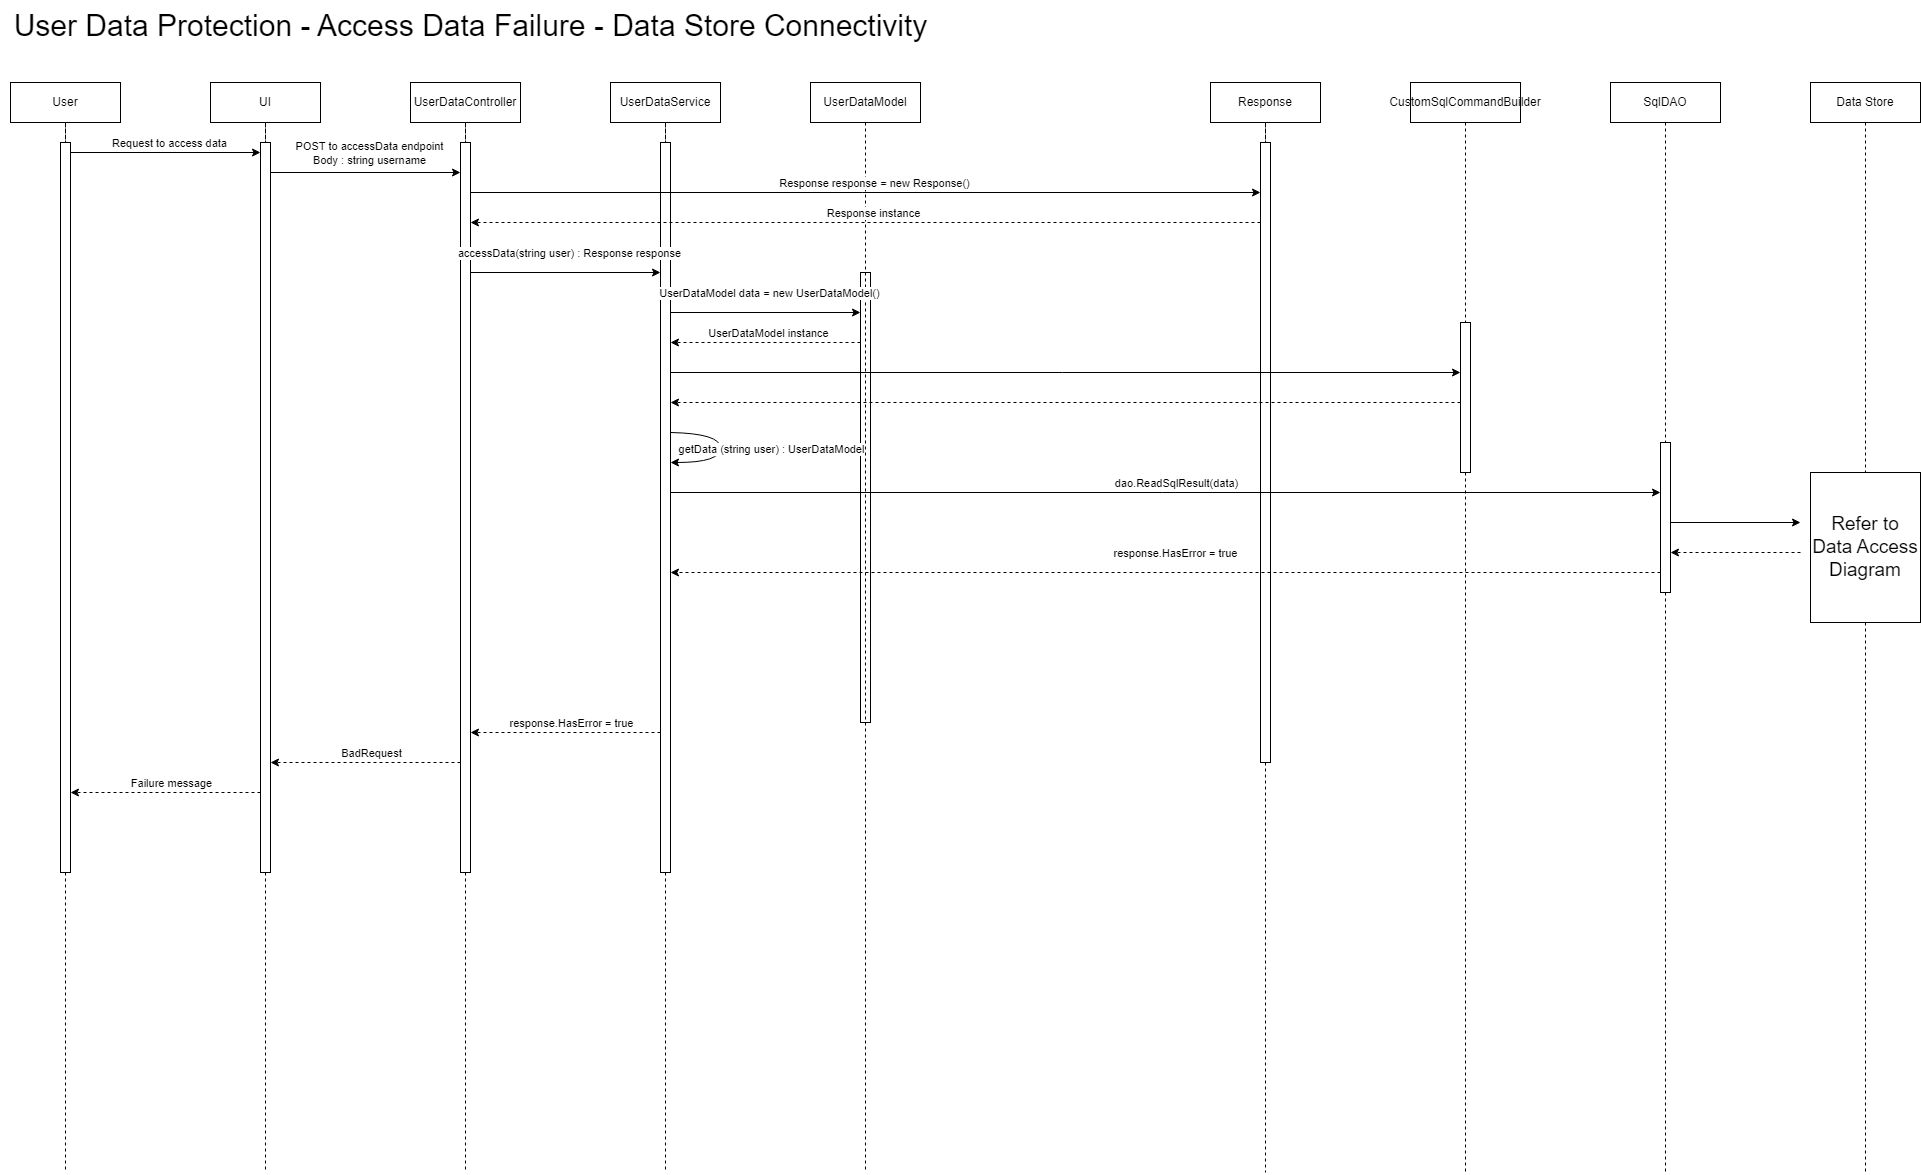 User Data Protection - Access Data Failure - Data Store Connectivity
User
UI
UserDataController
UserDataService
UserDataModel
Response
CustomSqlCommandBuilder
SqlDAO
Data Store
Request to access data
POST to accessData endpoint
Body : string username
Response response = new Response()
Response instance
accessData(string user) : Response response
UserDataModel data = new UserDataModel()
UserDataModel instance
getData (string user) : UserDataModel
dao.ReadSqlResult(data)
Refer to
Data Access
Diagram
response.HasError = true
response.HasError = true
BadRequest
Failure message